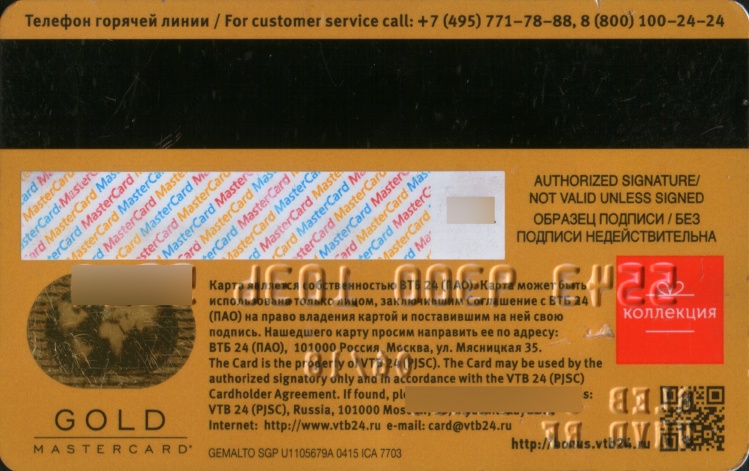 Телефон горячей линии / For customer service call: +7 (495) 771-78-88, 8 (800) 100-24-24
AUTHORIZED SIGNATURE/
NOT VALID UNLESS SIGNED
ОБРАЗЕЦ ПОДПИСИ / БЕЗ
ПОДПИСИ НЕДЕЙСТВИТЕЛЬНА
MasterCard MasterCard MasterCard
Карта является собственностью ВТБ 24 (ПАО). Карта может быть
использована только лицом, заключившим соглашение с ВТБ 24
(ПАО) на право владения картой и поставившим на ней свою
подпись. Нашедшего карту просим направить ее по адресу:
ВТБ 24 (ПАО), 101000 Россия, Москва, ул. Мясницкая 35.
The Card is the property of VTB 24 (PJSC). The Card may be used by the
authorized signatory only and in accordance with the VTB 24 (PJSC)
Cardholder Agreement. If found,
VTB 24 (PJSC), Russia, 101000
Internet: http://www.vtb24.ru e-mail: card@vtb24.ru
коллекция
http://bonus.vtb24.ru
GOLD
MASTERCARD
GEMALTO SGP U1105679A 0415 ICA 7703